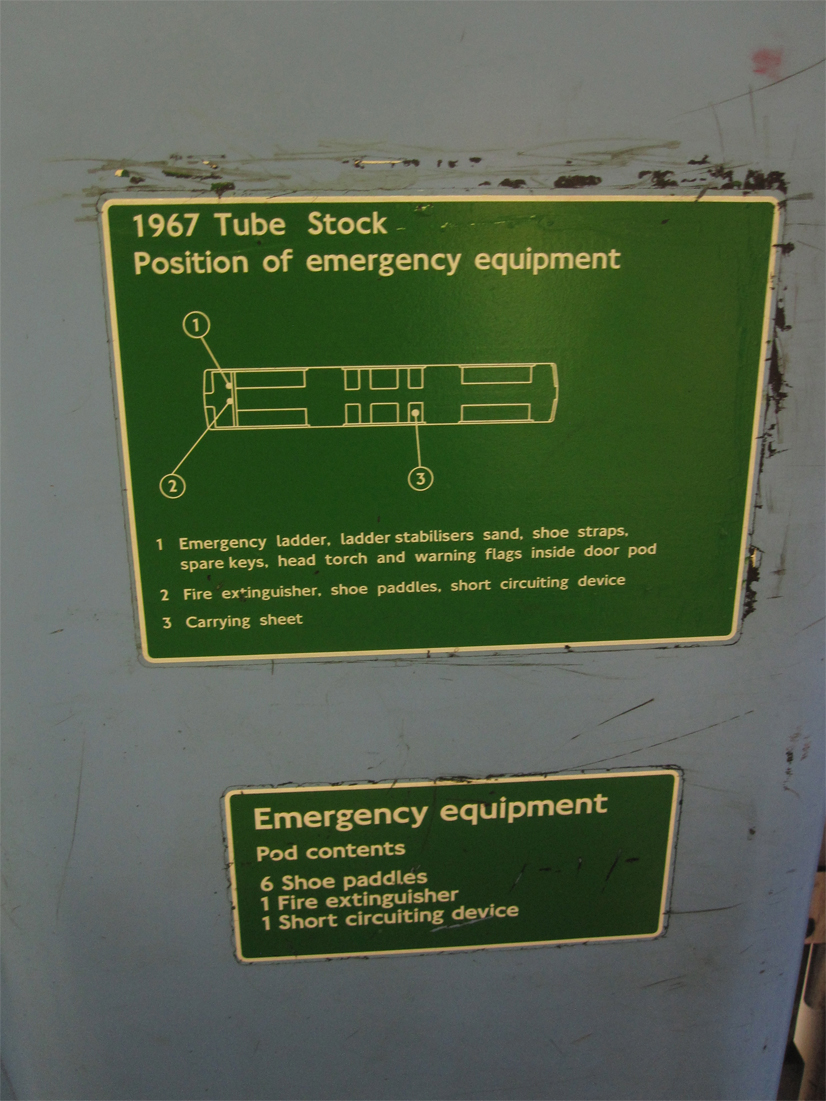 1967 Tube Stock
Position of emergency equipment
1
2
3
1 Emergency ladder, ladder stabilisers sand, shoe straps,
spare keys, head torch and warning flags inside door pod
2 Fire extinguisher, shoe paddles, short circuiting device
3 Carrying sheet
Emergency equipment
Pod contents
6 Shoe paddles
1 Fire extinguisher
1 Short circuiting device